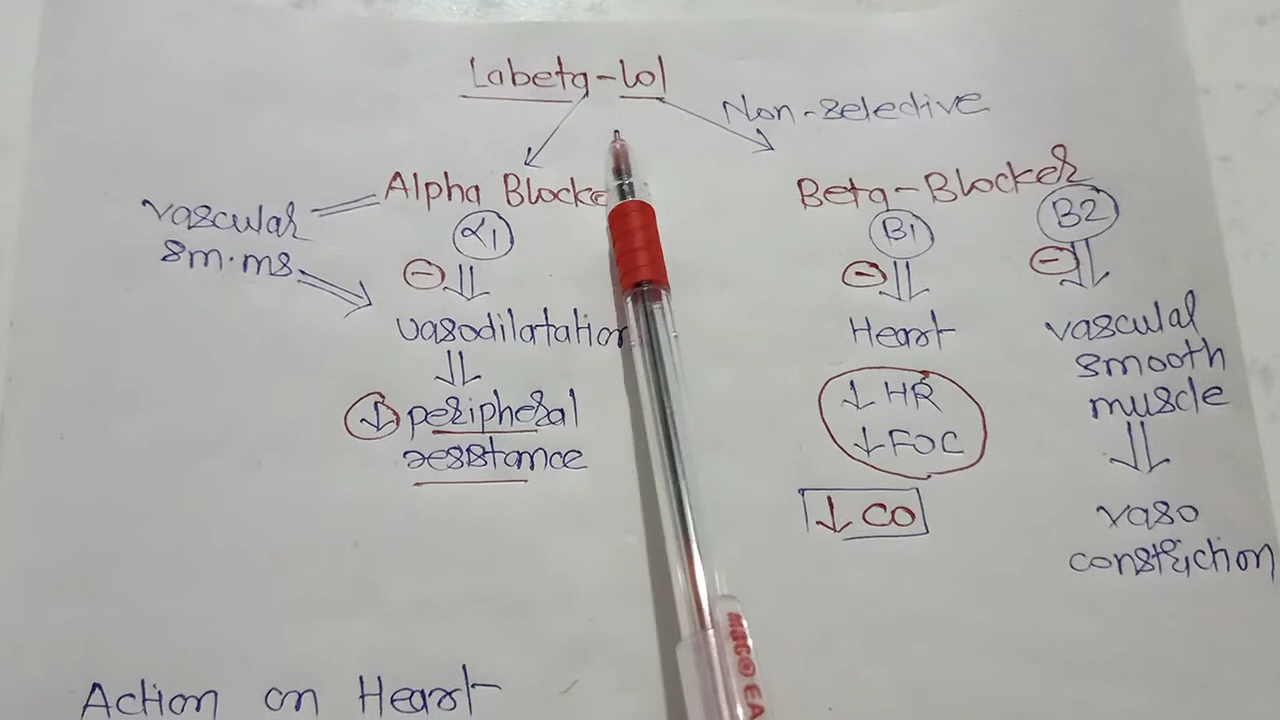 Labeta-lol
Non-selective
Alpha Blocke
Beta-Blocker
vascular
sm.ms
α1
B1
B2
-
-
-
vasodilatation
Heart
vascular
smooth
muscle
↓ peripheral
resistance
↓ HR
↓ FOC
↓ CO
vaso
constriction
Action on Heart